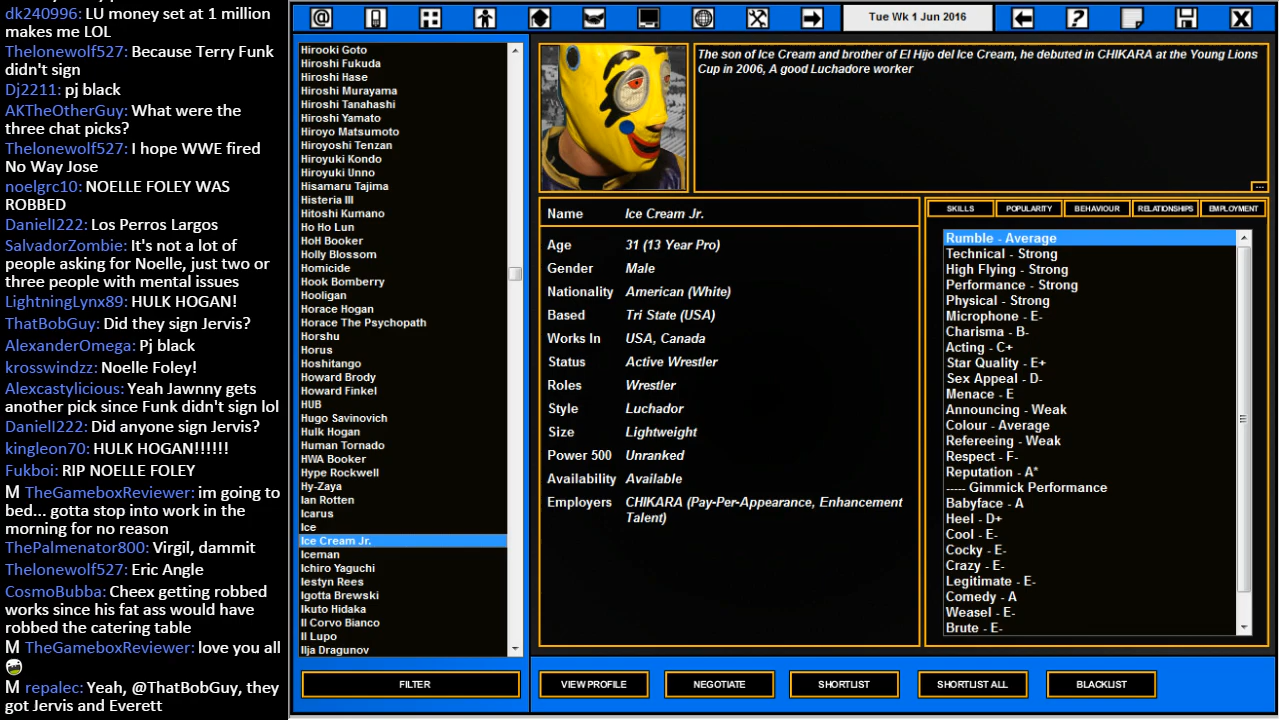 dk240996: LU money set at 1 million
makes me LOL
Thelonewolf527: Because Terry Funk
didn't sign
Dj2211: pj black
AKTheOtherGuy: What were the
three chat picks?
Thelonewolf527: I hope WWE fired
No Way Jose
noelgrc10: NOELLE FOLEY WAS
ROBBED
DanielI222: Los Perros Largos
SalvadorZombie: It's not a lot of
people asking for Noelle, just two or
three people with mental issues
LightningLynx89: HULK HOGAN!
ThatBobGuy: Did they sign Jervis?
AlexanderOmega: Pj black
krosswindzz: Noelle Foley!
Alexcastylicious: Yeah Jawnny gets
another pick since Funk didn't sign lol
DanielI222: Did anyone sign Jervis?
kingleon70: HULK HOGAN!!!!!!
Fukboi: RIP NOELLE FOLEY
M TheGameboxReviewer: im going to
bed... gotta stop into work in the
morning for no reason
ThePalmenator800: Virgil, dammit
Thelonewolf527: Eric Angle
CosmoBubba: Cheex getting robbed
works since his fat ass would have
robbed the catering table
M TheGameboxReviewer: love you all
M repalec: Yeah, @ThatBobGuy, they
got Jervis and Everett
Tue Wk 1 Jun 2016
Hirooki Goto
Hiroshi Fukuda
Hiroshi Hase
Hiroshi Murayama
Hiroshi Tanahashi
Hiroshi Yamato
Hiroyo Matsumoto
Hiroyoshi Tenzan
Hiroyuki Kondo
Hiroyuki Unno
Hisamaru Tajima
Histeria III
Hitoshi Kumano
Ho Ho Lun
HoH Booker
Holly Blossom
Homicide
Hook Bomberry
Hooligan
Horace Hogan
Horace The Psychopath
Horshu
Horus
Hoshitango
Howard Brody
Howard Finkel
HUB
Hugo Savinovich
Hulk Hogan
Human Tornado
HWA Booker
Hype Rockwell
Hy-Zaya
Ian Rotten
Icarus
Ice
Ice Cream Jr.
Iceman
Ichiro Yaguchi
Iestyn Rees
Igotta Brewski
Ikuto Hidaka
Il Corvo Bianco
Il Lupo
Ilja Dragunov
FILTER
The son of Ice Cream and brother of El Hijo del Ice Cream, he debuted in CHIKARA at the Young Lions
Cup in 2006, A good Luchadore worker
...
Name Ice Cream Jr.
Age 31 (13 Year Pro)
Gender Male
Nationality American (White)
Based Tri State (USA)
Works In USA, Canada
Status Active Wrestler
Roles Wrestler
Style Luchador
Size Lightweight
Power 500 Unranked
Availability Available
Employers CHIKARA (Pay-Per-Appearance, Enhancement
Talent)
SKILLS POPULARITY BEHAVIOUR RELATIONSHIPS EMPLOYMENT
Rumble - Average
Technical - Strong
High Flying - Strong
Performance - Strong
Physical - Strong
Microphone - E-
Charisma - B-
Acting - C+
Star Quality - E+
Sex Appeal - D-
Menace - E
Announcing - Weak
Colour - Average
Refereeing - Weak
Respect - F-
Reputation - A*
----- Gimmick Performance
Babyface - A
Heel - D+
Cool - E-
Cocky - E-
Crazy - E-
Legitimate - E-
Comedy - A
Weasel - E-
Brute - E-
VIEW PROFILE NEGOTIATE SHORTLIST SHORTLIST ALL BLACKLIST